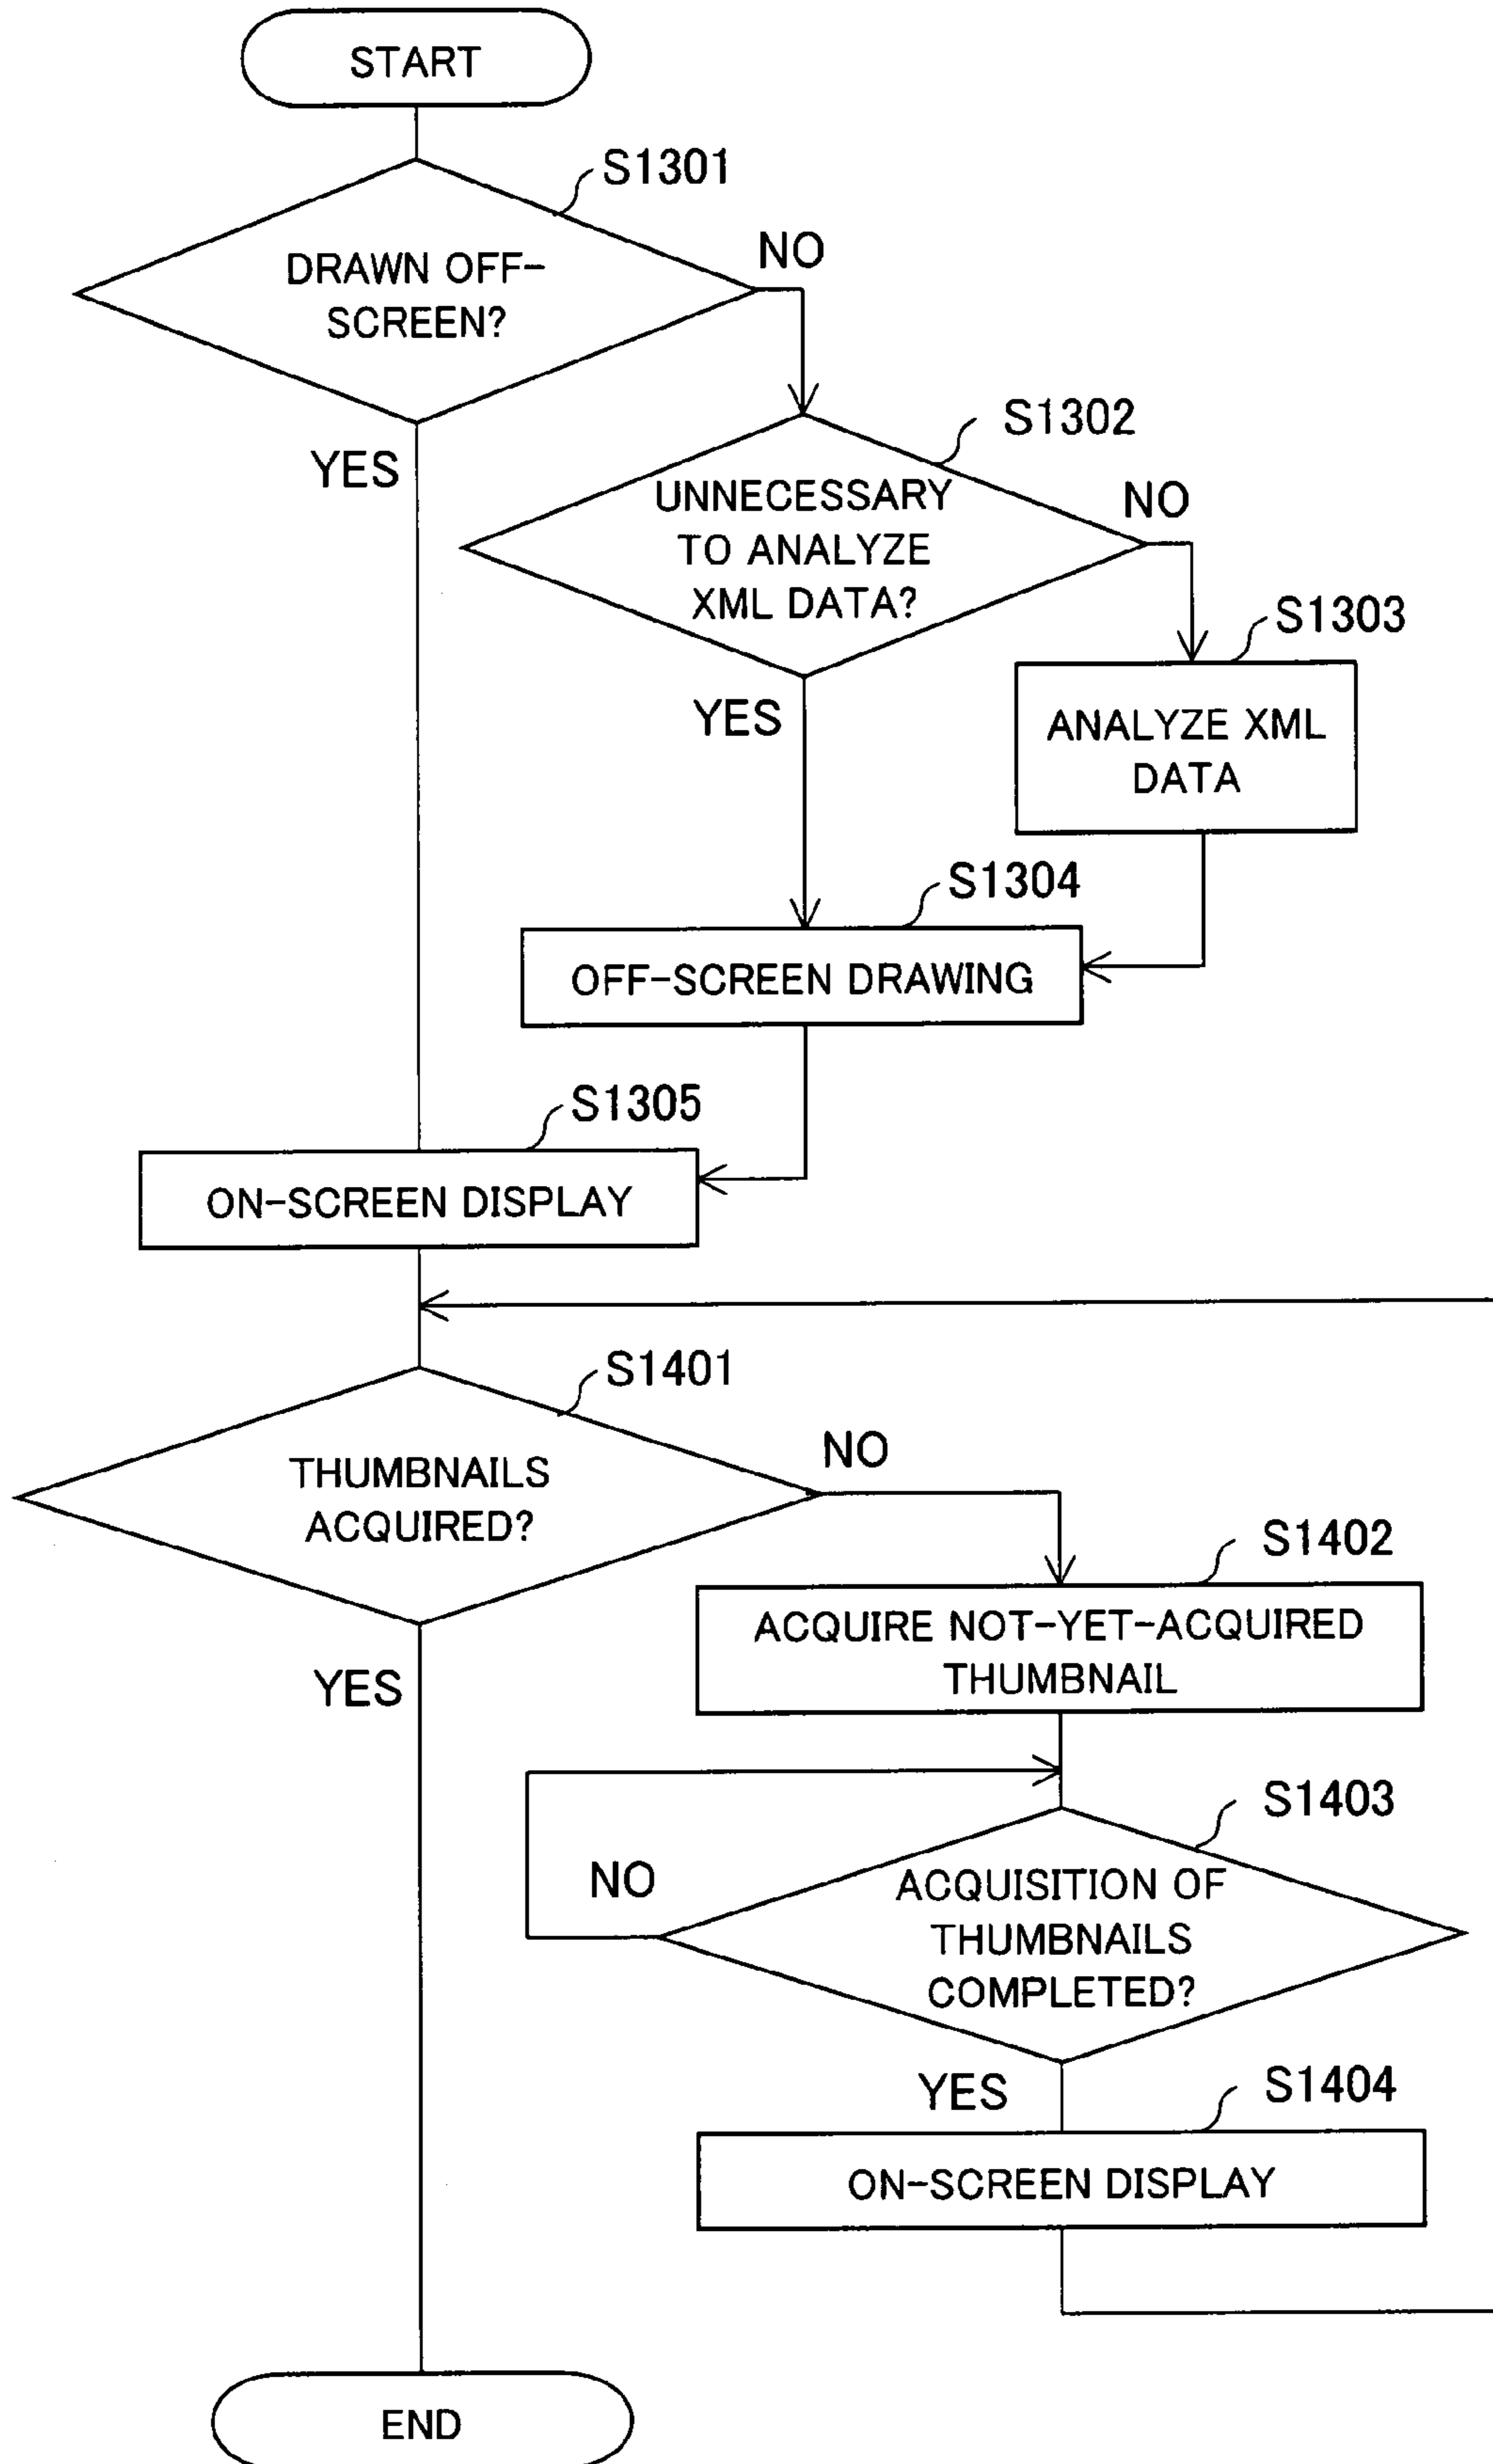 START
S1301
DRAWN OFF-
SCREEN?
NO
YES
S1302
UNNECESSARY
TO ANALYZE
XML DATA?
NO
YES
S1303
ANALYZE XML
DATA
S1304
OFF-SCREEN DRAWING
S1305
ON-SCREEN DISPLAY
S1401
THUMBNAILS
ACQUIRED?
NO
YES
S1402
ACQUIRE NOT-YET-ACQUIRED
THUMBNAIL
S1403
ACQUISITION OF
THUMBNAILS
COMPLETED?
NO
YES
S1404
ON-SCREEN DISPLAY
END